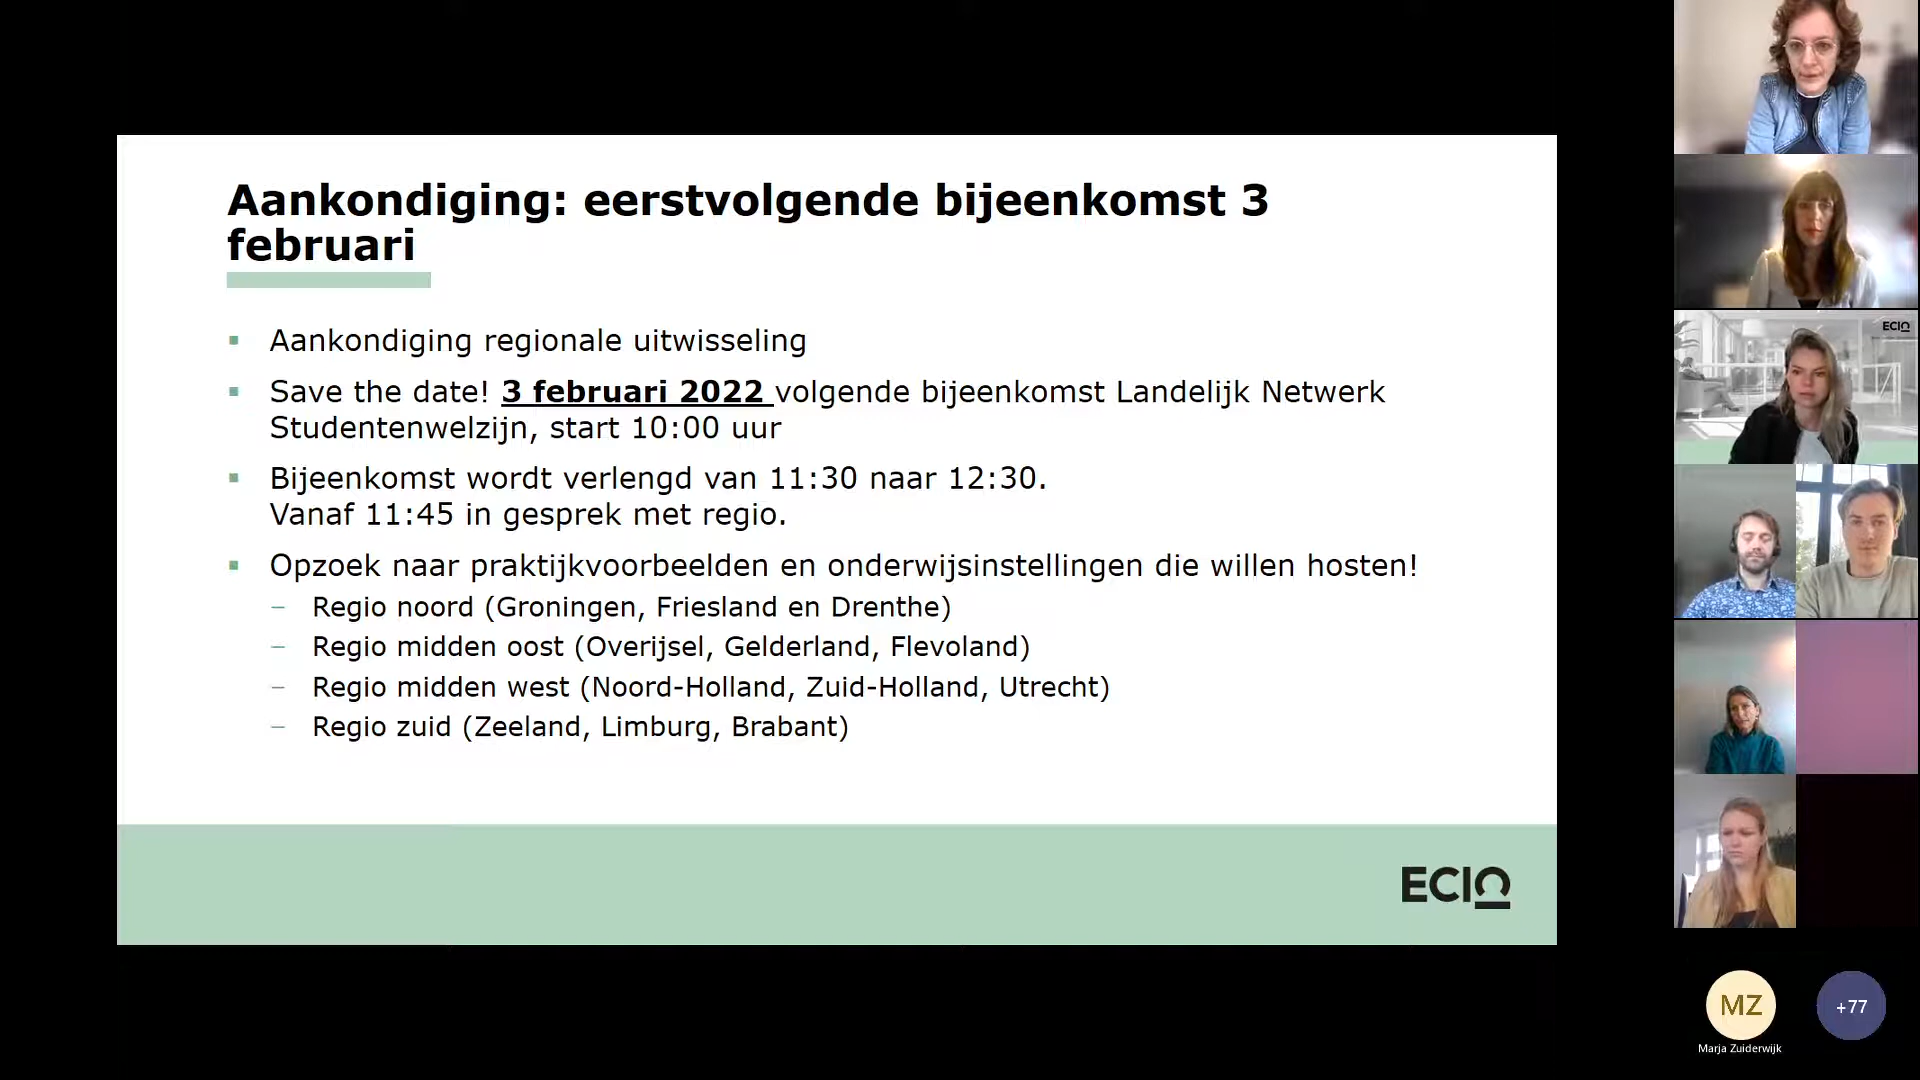 Aankondiging: eerstvolgende bijeenkomst 3
februari
Aankondiging regionale uitwisseling
Save the date! 3 februari 2022 volgende bijeenkomst Landelijk Netwerk
Studentenwelzijn, start 10:00 uur
Bijeenkomst wordt verlengd van 11:30 naar 12:30.
Vanaf 11:45 in gesprek met regio.
Opzoek naar praktijkvoorbeelden en onderwijsinstellingen die willen hosten!
– Regio noord (Groningen, Friesland en Drenthe)
– Regio midden oost (Overijsel, Gelderland, Flevoland)
– Regio midden west (Noord-Holland, Zuid-Holland, Utrecht)
– Regio zuid (Zeeland, Limburg, Brabant)
ECIO
ECIO
MZ
+77
Marja Zuiderwijk